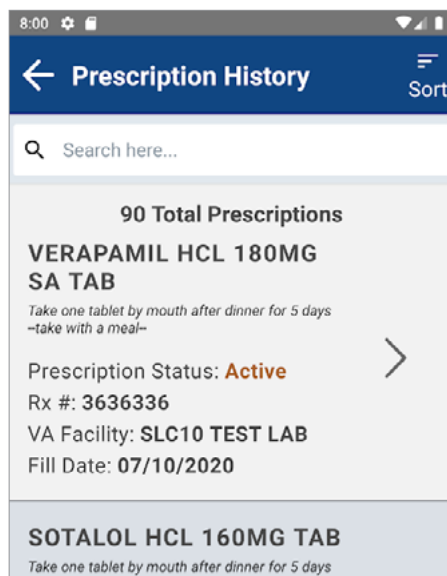 8:00
Prescription History
Sort
Search here...
90 Total Prescriptions
VERAPAMIL HCL 180MG
SA TAB
Take one tablet by mouth after dinner for 5 days
--take with a meal--
Prescription Status: Active
Rx #: 3636336
VA Facility: SLC10 TEST LAB
Fill Date: 07/10/2020
SOTALOL HCL 160MG TAB
Take one tablet by mouth after dinner for 5 days